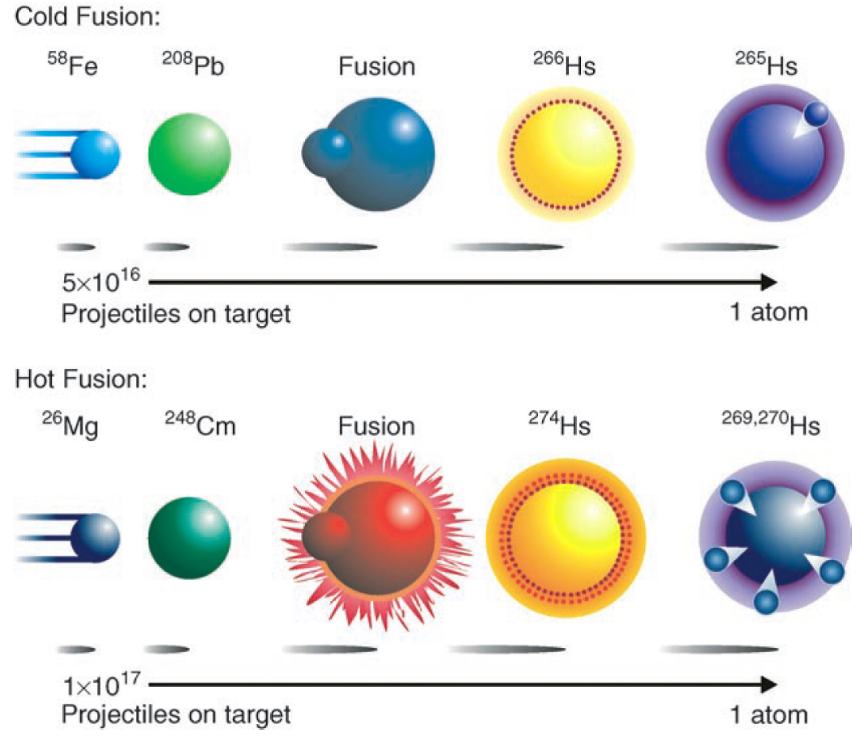 Cold Fusion:
⁵⁸Fe ²⁰⁸Pb Fusion ²⁶⁶Hs ²⁶⁵Hs
5×10¹⁶
Projectiles on target 1 atom
Hot Fusion:
²⁶Mg ²⁴⁸Cm Fusion ²⁷⁴Hs ²⁶⁹,²⁷⁰Hs
1×10¹⁷
Projectiles on target 1 atom